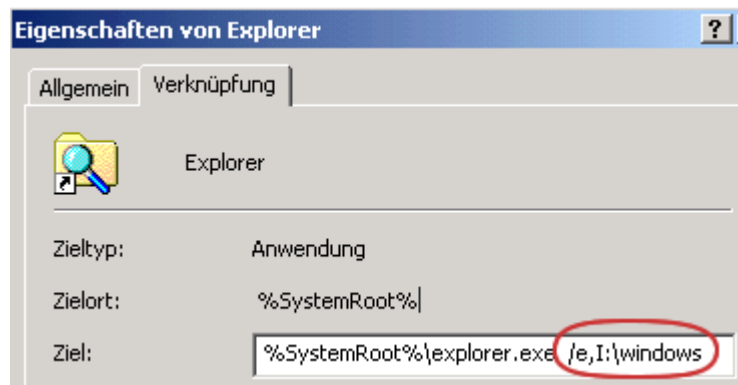 Eigenschaften von Explorer ?
Allgemein Verknüpfung
Explorer
Zieltyp: Anwendung
Zielort: %SystemRoot%
Ziel: %SystemRoot%\explorer.exe /e,I:\windows